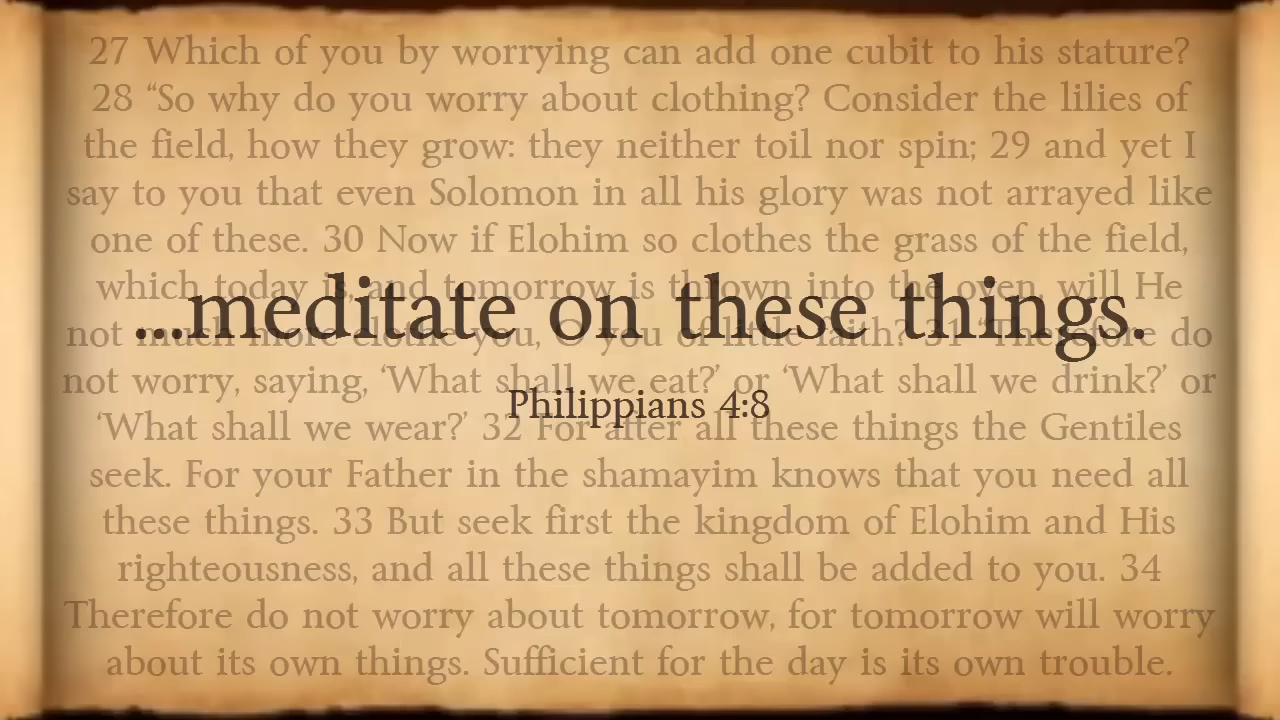 27 Which of you by worrying can add one cubit to his stature?
28 “So why do you worry about clothing? Consider the lilies of
the field, how they grow: they neither toil nor spin; 29 and yet I
say to you that even Solomon in all his glory was not arrayed like
one of these. 30 Now if Elohim so clothes the grass of the field,
which today is, and tomorrow is thrown into the oven, will He
...meditate on these things.
not much more clothe you, O you of little faith? 31 “Therefore do
not worry, saying, ‘What shall we eat?’ or ‘What shall we drink?’ or
Philippians 4:8
‘What shall we wear?’ 32 For after all these things the Gentiles
seek. For your Father in the shamayim knows that you need all
these things. 33 But seek first the kingdom of Elohim and His
righteousness, and all these things shall be added to you. 34
Therefore do not worry about tomorrow, for tomorrow will worry
about its own things. Sufficient for the day is its own trouble.